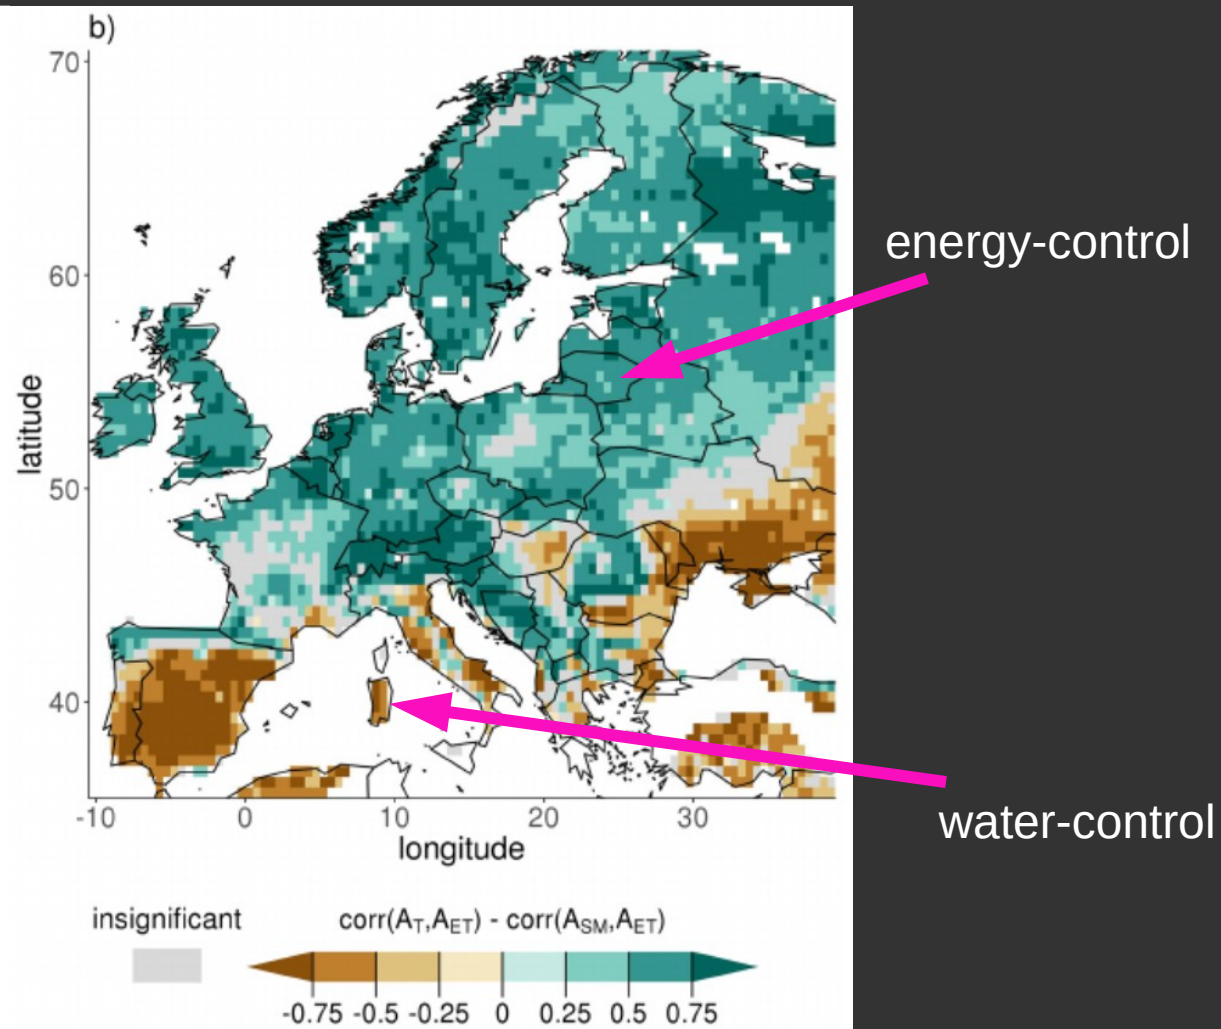 b)
70
60
50
40
latitude
-10 0 10 20 30
longitude
energy-control
water-control
insignificant
corr(A_T,A_ET) - corr(A_SM,A_ET)
-0.75 -0.5 -0.25 0 0.25 0.5 0.75